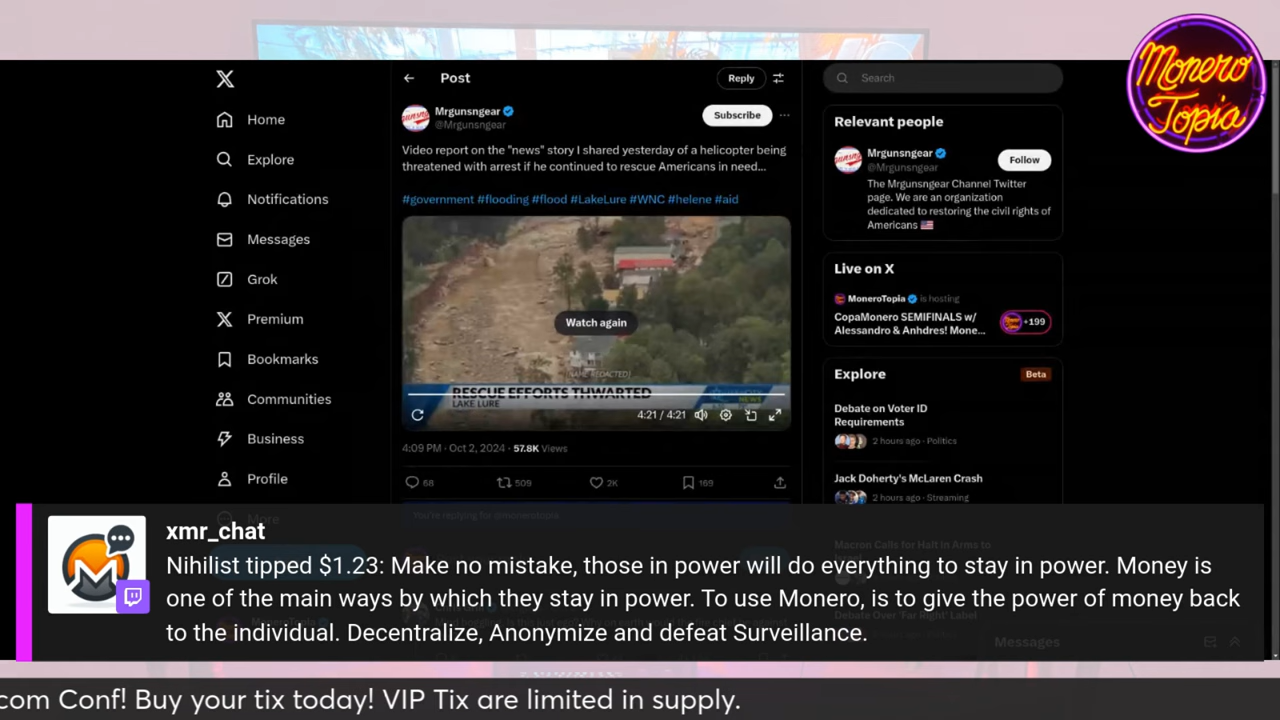 Monero
Topia
Post
Reply
Search
Home
Explore
Notifications
Messages
Grok
Premium
Bookmarks
Communities
Business
Profile
More
Mrgunsngear
@Mrgunsngear
Subscribe
Video report on the "news" story I shared yesterday of a helicopter being
threatened with arrest if he continued to rescue Americans in need...
#government #flooding #flood #LakeLure #WNC #helene #aid
Watch again
RESCUE EFFORTS THWARTED
LAKE LURE
NEWS
4:21 / 4:21
4:09 PM · Oct 2, 2024 · 57.8K Views
68
509
2K
169
Relevant people
Mrgunsngear
@Mrgunsngear
Follow
The Mrgunsngear Channel Twitter
page. We are an organization
dedicated to restoring the civil rights of
Americans
Live on X
MoneroTopia is hosting
CopaMonero SEMIFINALS w/
Alessandro & Anhdres! Mone...
+199
Explore
Beta
Debate on Voter ID
Requirements
2 hours ago · Politics
Jack Doherty's McLaren Crash
2 hours ago · Streaming
Macron Calls for Halt in Arms to
Israel
Debate Over 'Far Right' Label
Messages
xmr_chat
Nihilist tipped $1.23: Make no mistake, those in power will do everything to stay in power. Money is
one of the main ways by which they stay in power. To use Monero, is to give the power of money back
to the individual. Decentralize, Anonymize and defeat Surveillance.
com Conf! Buy your tix today! VIP Tix are limited in supply.